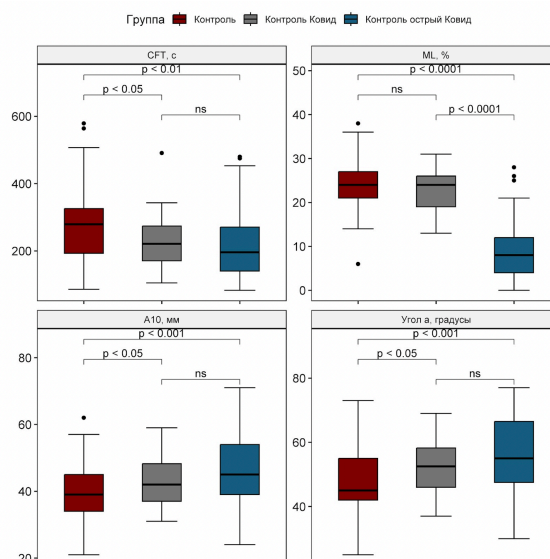 Группа Контроль Контроль Ковид Контроль острый Ковид
CFT, с
p < 0.01
p < 0.05
ns
600
400
200
ML, %
p < 0.0001
ns
p < 0.0001
50
40
30
20
10
0
A10, мм
p < 0.001
p < 0.05
ns
80
60
40
20
Угол a, градусы
p < 0.001
p < 0.05
ns
80
60
40